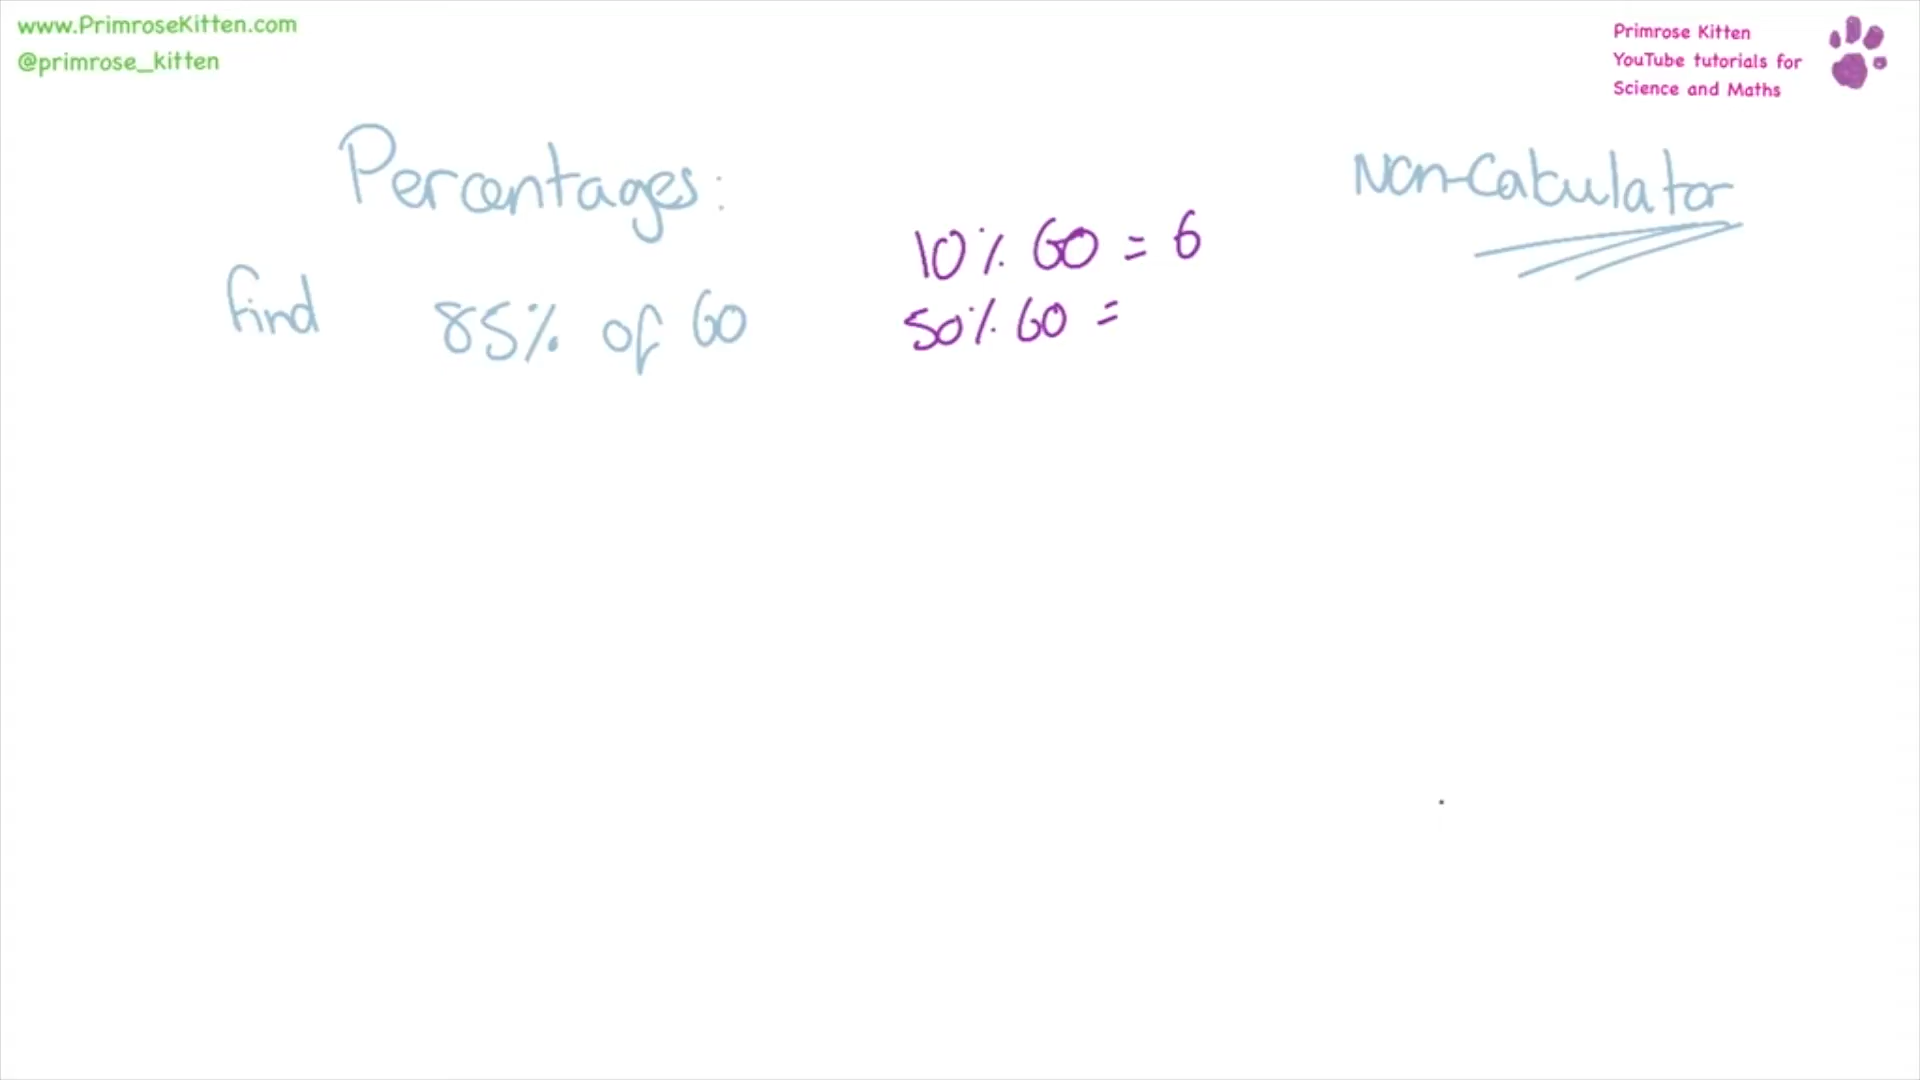 www.PrimroseKitten.com
@primrose_kitten
Primrose Kitten
YouTube tutorials for
Science and Maths
Percentages:
Non-Calculator
find 85% of 60
10% 60 = 6
50% 60 =